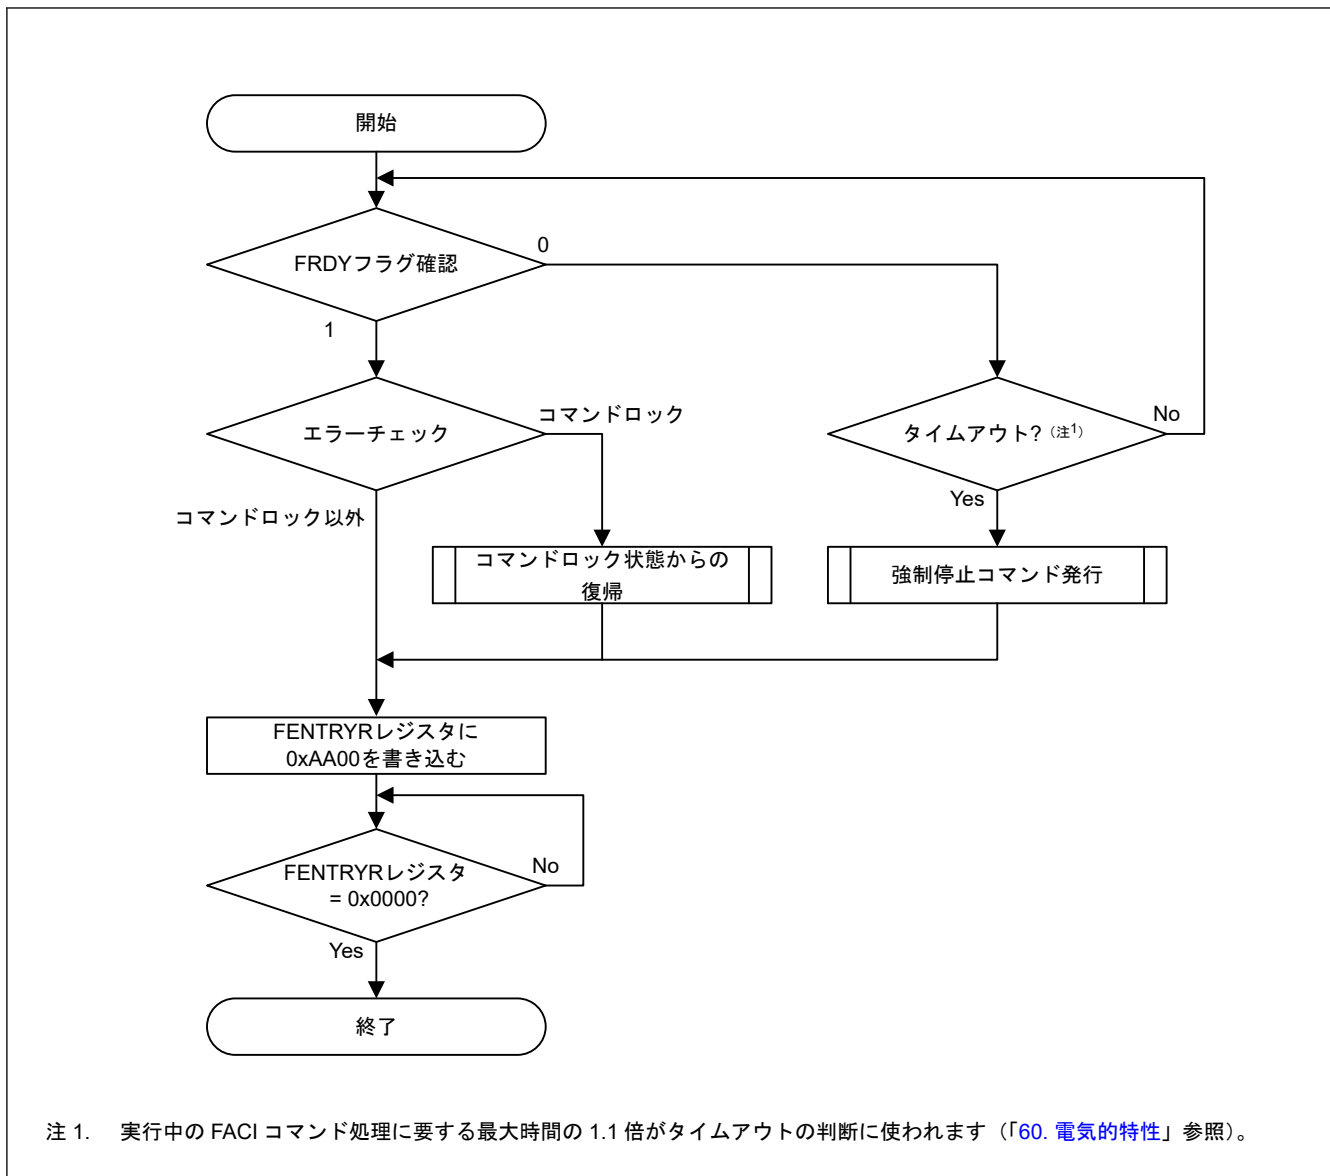 開始
FRDYフラグ確認
0
1
エラーチェック
コマンドロック
コマンドロック以外
タイムアウト? (注1)
No
Yes
コマンドロック状態からの
復帰
強制停止コマンド発行
FENTRYRレジスタに
0xAA00を書き込む
FENTRYRレジスタ
= 0x0000?
No
Yes
終了
注 1. 実行中の FACI コマンド処理に要する最大時間の 1.1 倍がタイムアウトの判断に使われます（「60. 電気的特性」参照）。